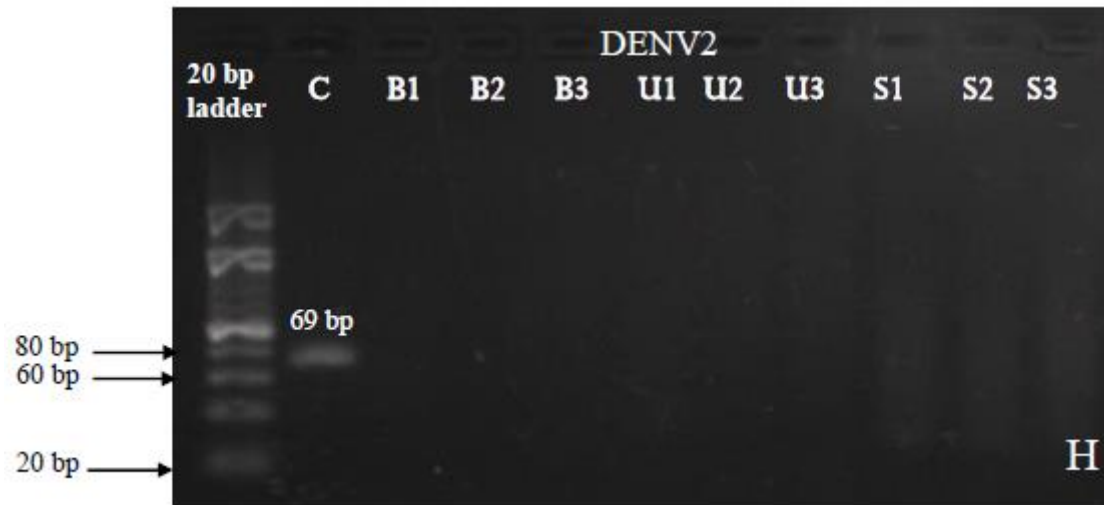 DENV2
20 bp
ladder
C B1 B2 B3 U1 U2 U3 S1 S2 S3
69 bp
80 bp
60 bp
20 bp
H